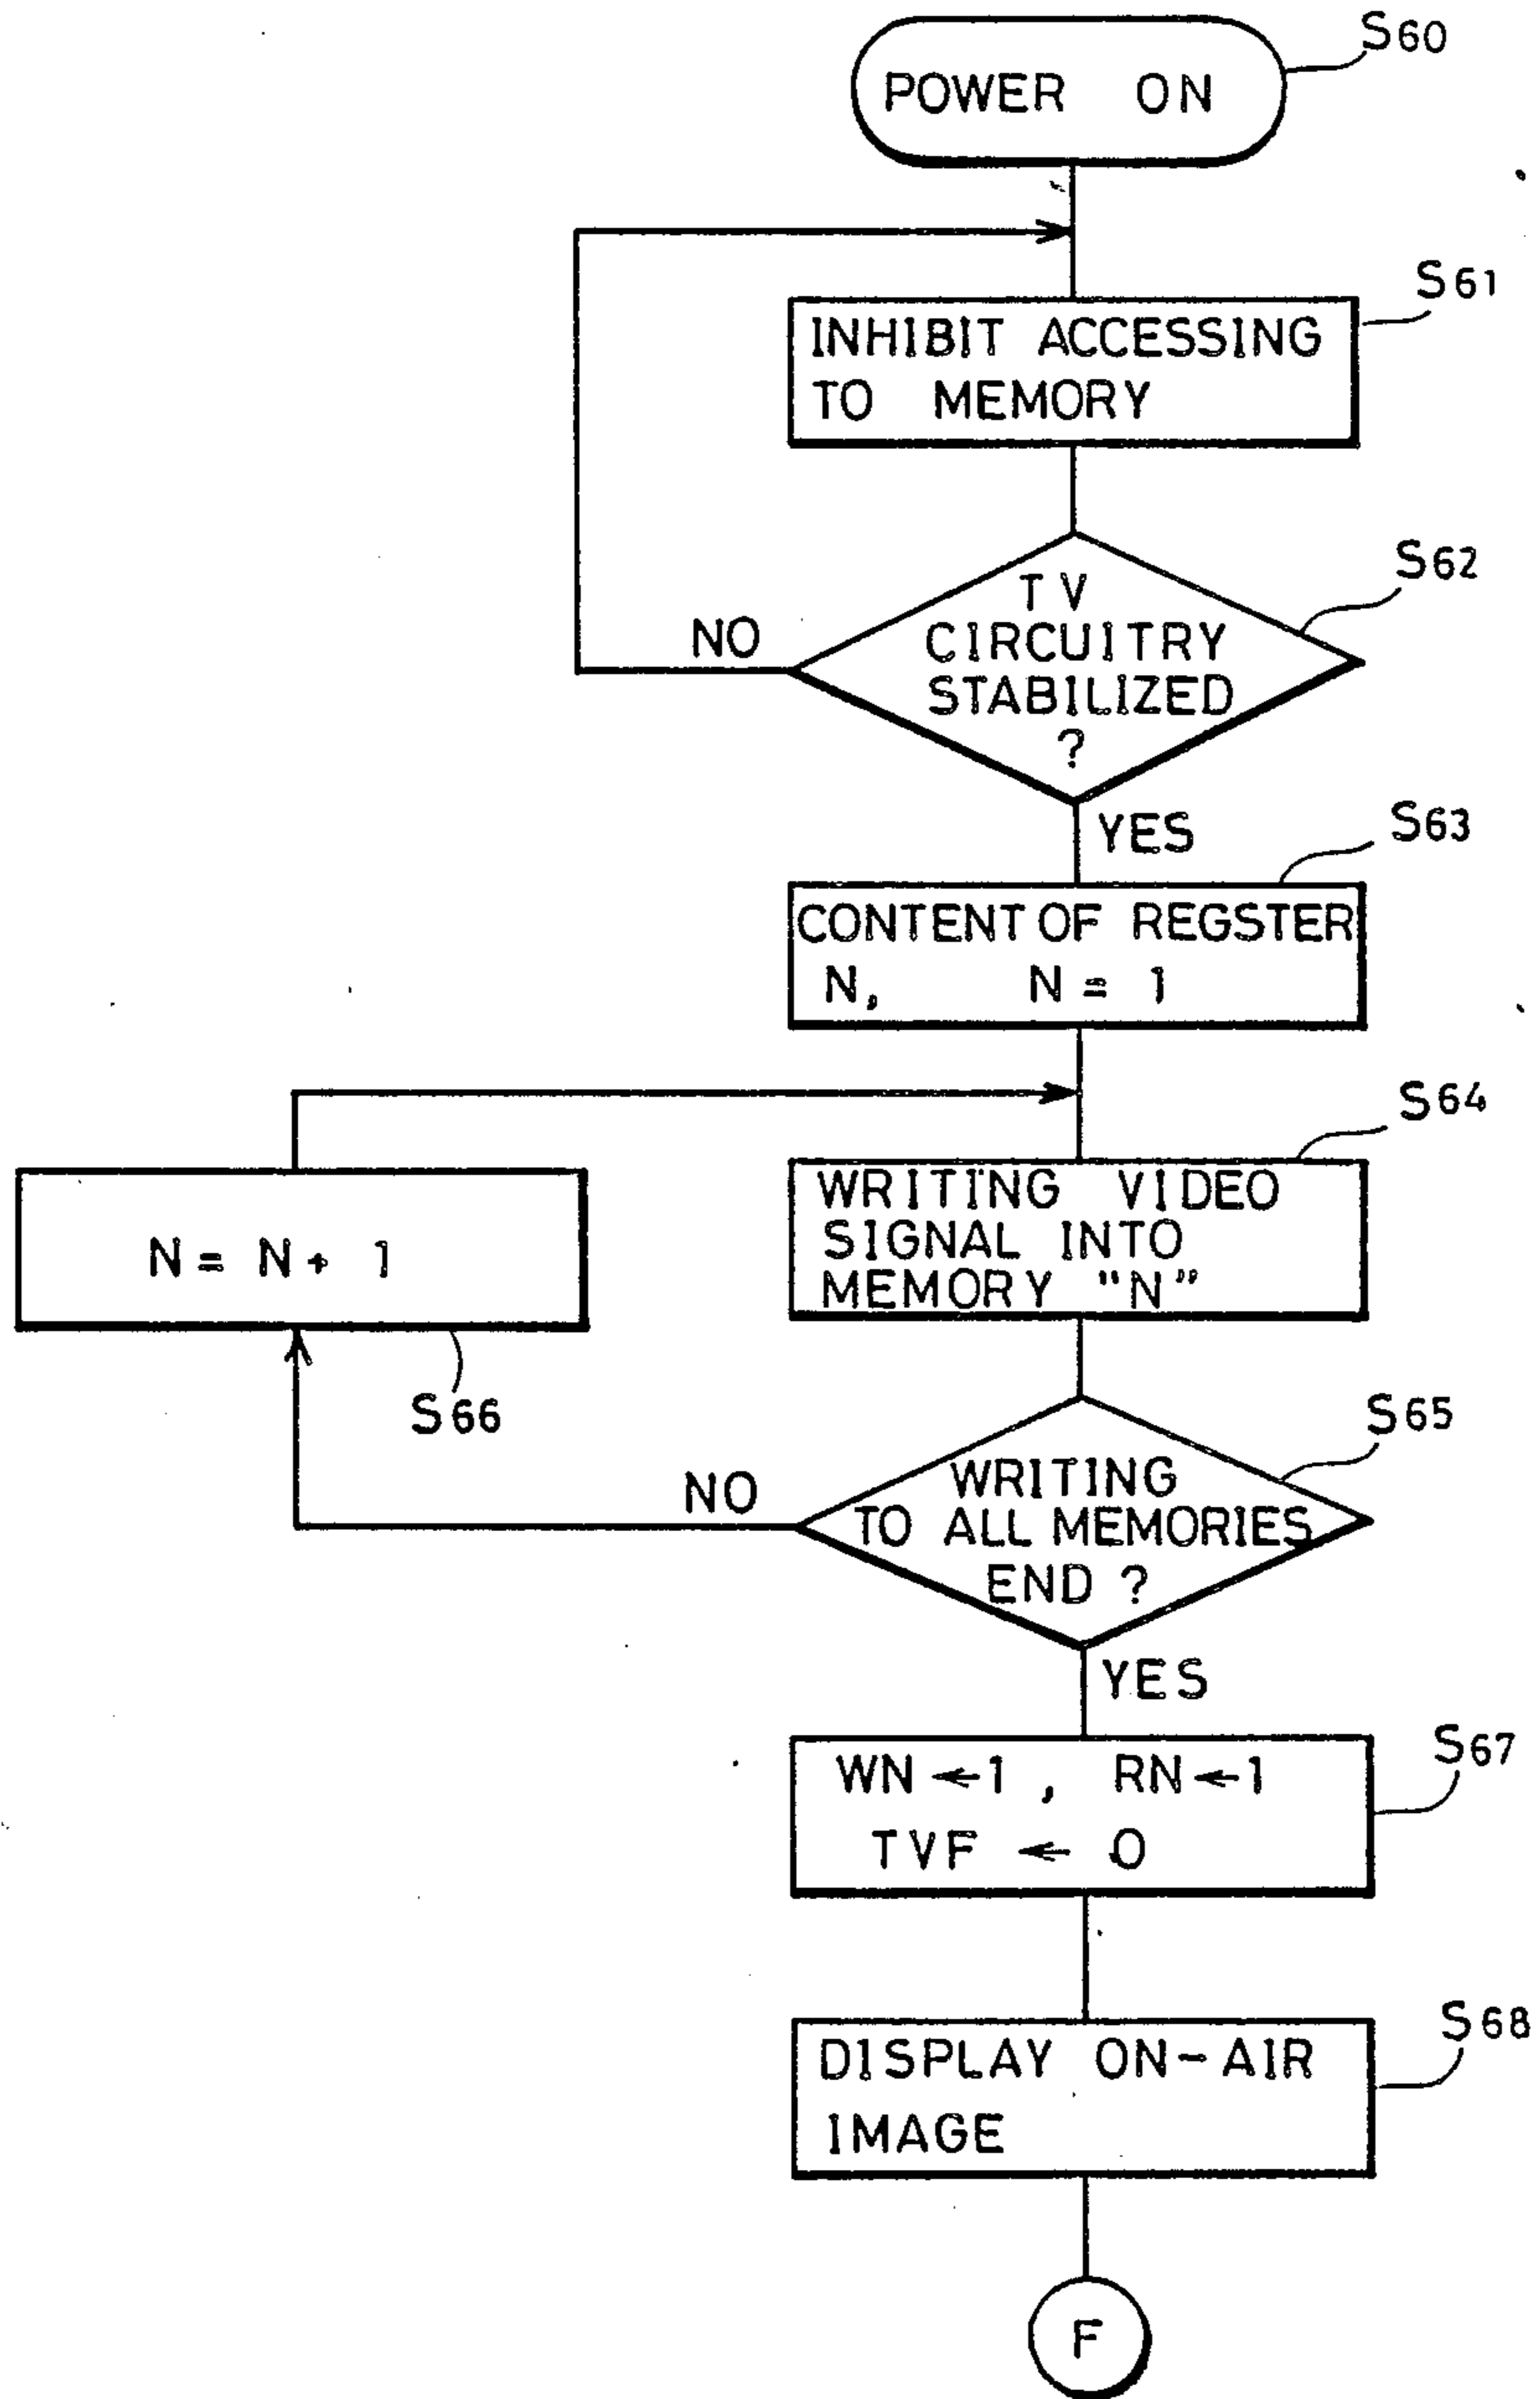 S60
POWER ON
S61
INHIBIT ACCESSING
TO MEMORY
S62
TV
CIRCUITRY
STABILIZED
?
NO
YES
S63
CONTENT OF REGSTER
N, N = 1
S64
WRITING VIDEO
SIGNAL INTO
MEMORY "N"
N = N + 1
S66
S65
WRITING
TO ALL MEMORIES
END ?
NO
YES
S67
WN ← 1 , RN ← 1
TVF ← 0
S68
DISPLAY ON-AIR
IMAGE
F